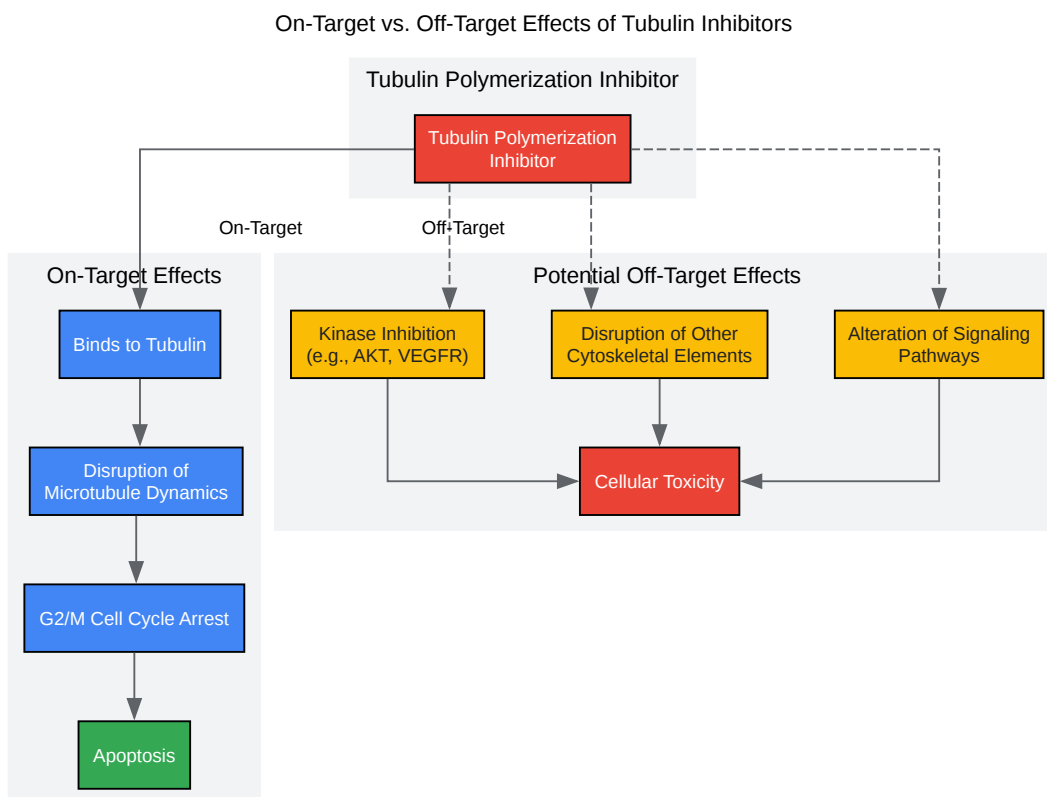 On-Target vs. Off-Target Effects of Tubulin Inhibitors
Tubulin Polymerization Inhibitor
Tubulin Polymerization
Inhibitor
On-Target
Off-Target
On-Target Effects
Binds to Tubulin
Disruption of
Microtubule Dynamics
G2/M Cell Cycle Arrest
Apoptosis
Potential Off-Target Effects
Kinase Inhibition
(e.g., AKT, VEGFR)
Disruption of Other
Cytoskeletal Elements
Alteration of Signaling
Pathways
Cellular Toxicity